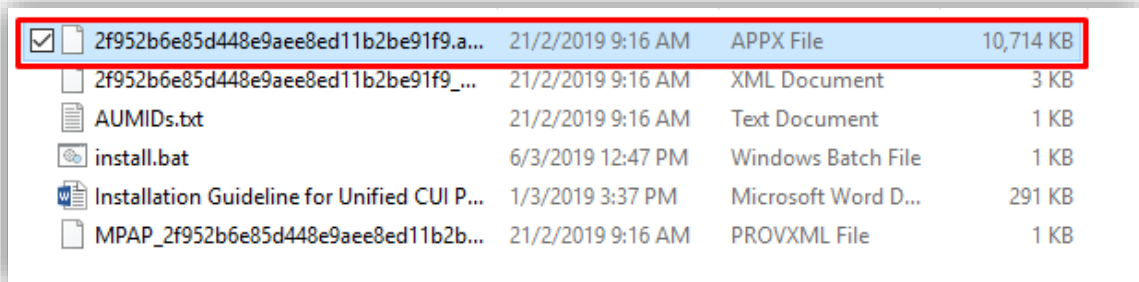 2f952b6e85d448e9aee8ed11b2be91f9.a... 21/2/2019 9:16 AM APPX File 10,714 KB
2f952b6e85d448e9aee8ed11b2be91f9_... 21/2/2019 9:16 AM XML Document 3 KB
AUMIDs.txt 21/2/2019 9:16 AM Text Document 1 KB
install.bat 6/3/2019 12:47 PM Windows Batch File 1 KB
Installation Guideline for Unified CUI P... 1/3/2019 3:37 PM Microsoft Word D... 291 KB
MPAP_2f952b6e85d448e9aee8ed11b2b... 21/2/2019 9:16 AM PROVXML File 1 KB